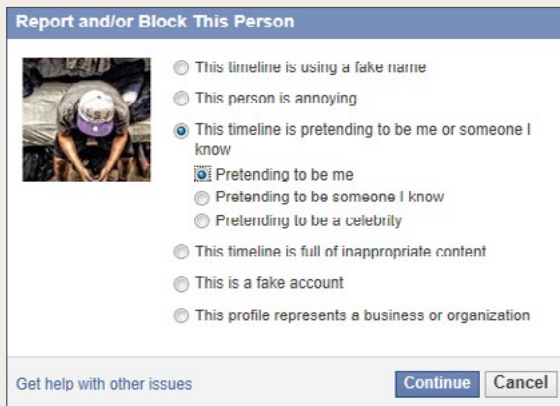 Report and/or Block This Person
This timeline is using a fake name
This person is annoying
This timeline is pretending to be me or someone I
know
Pretending to be me
Pretending to be someone I know
Pretending to be a celebrity
This timeline is full of inappropriate content
This is a fake account
This profile represents a business or organization
Get help with other issues
Continue
Cancel